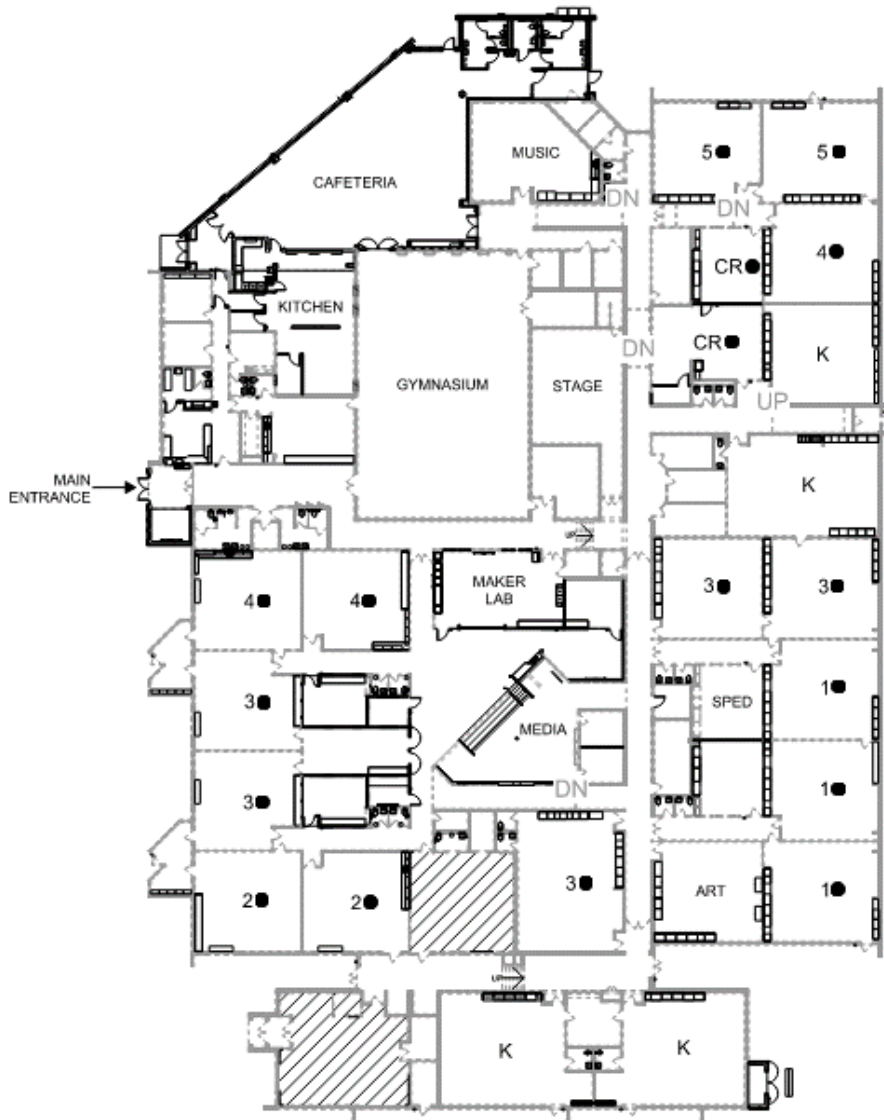 MUSIC
5
5
CAFETERIA
DN
DN
CR
4
KITCHEN
CR
K
DN
GYMNASIUM
STAGE
UP
MAIN
ENTRANCE
K
UP
MAKER
LAB
4
4
3
3
3
SPED
1
MEDIA
DN
3
1
2
2
3
ART
1
UP
K
K